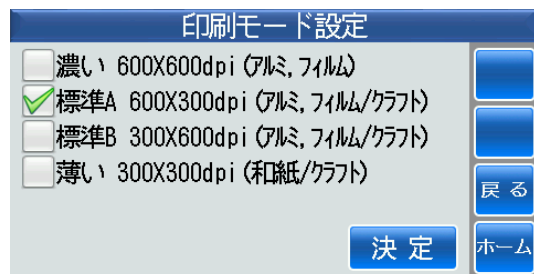 印刷モード設定
濃い 600X600dpi(アルミ,フィルム)
標準A 600X300dpi(アルミ,フィルム/クラフト)
標準B 300X600dpi(アルミ,フィルム/クラフト)
薄い 300X300dpi(和紙/クラフト)
戻る
決定
ホーム